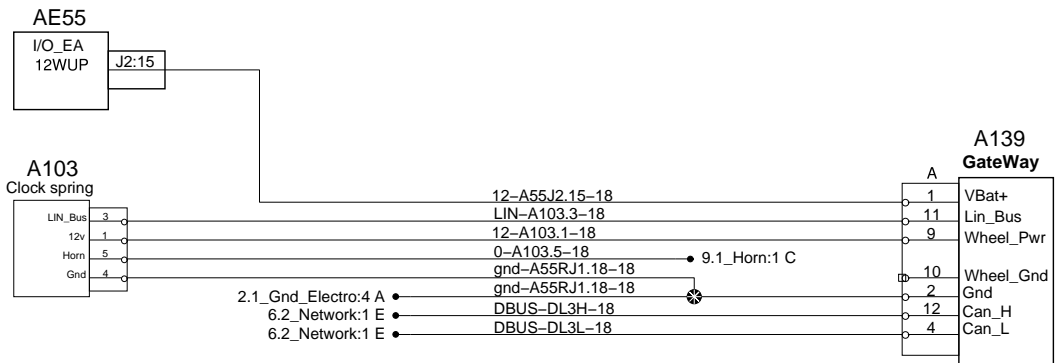 AE55
I/O_EA
12WUP
J2:15
A139
GateWay
A
A103
Clock spring
12–A55J2.15–18
1
VBat+
LIN_Bus
3
LIN–A103.3–18
11
Lin_Bus
12v
1
12–A103.1–18
9
Wheel_Pwr
Horn
5
0–A103.5–18
9.1_Horn:1 C
Gnd
4
gnd–A55RJ1.18–18
10
Wheel_Gnd
2.1_Gnd_Electro:4 A
gnd–A55RJ1.18–18
2
Gnd
6.2_Network:1 E
DBUS–DL3H–18
12
Can_H
6.2_Network:1 E
DBUS–DL3L–18
4
Can_L